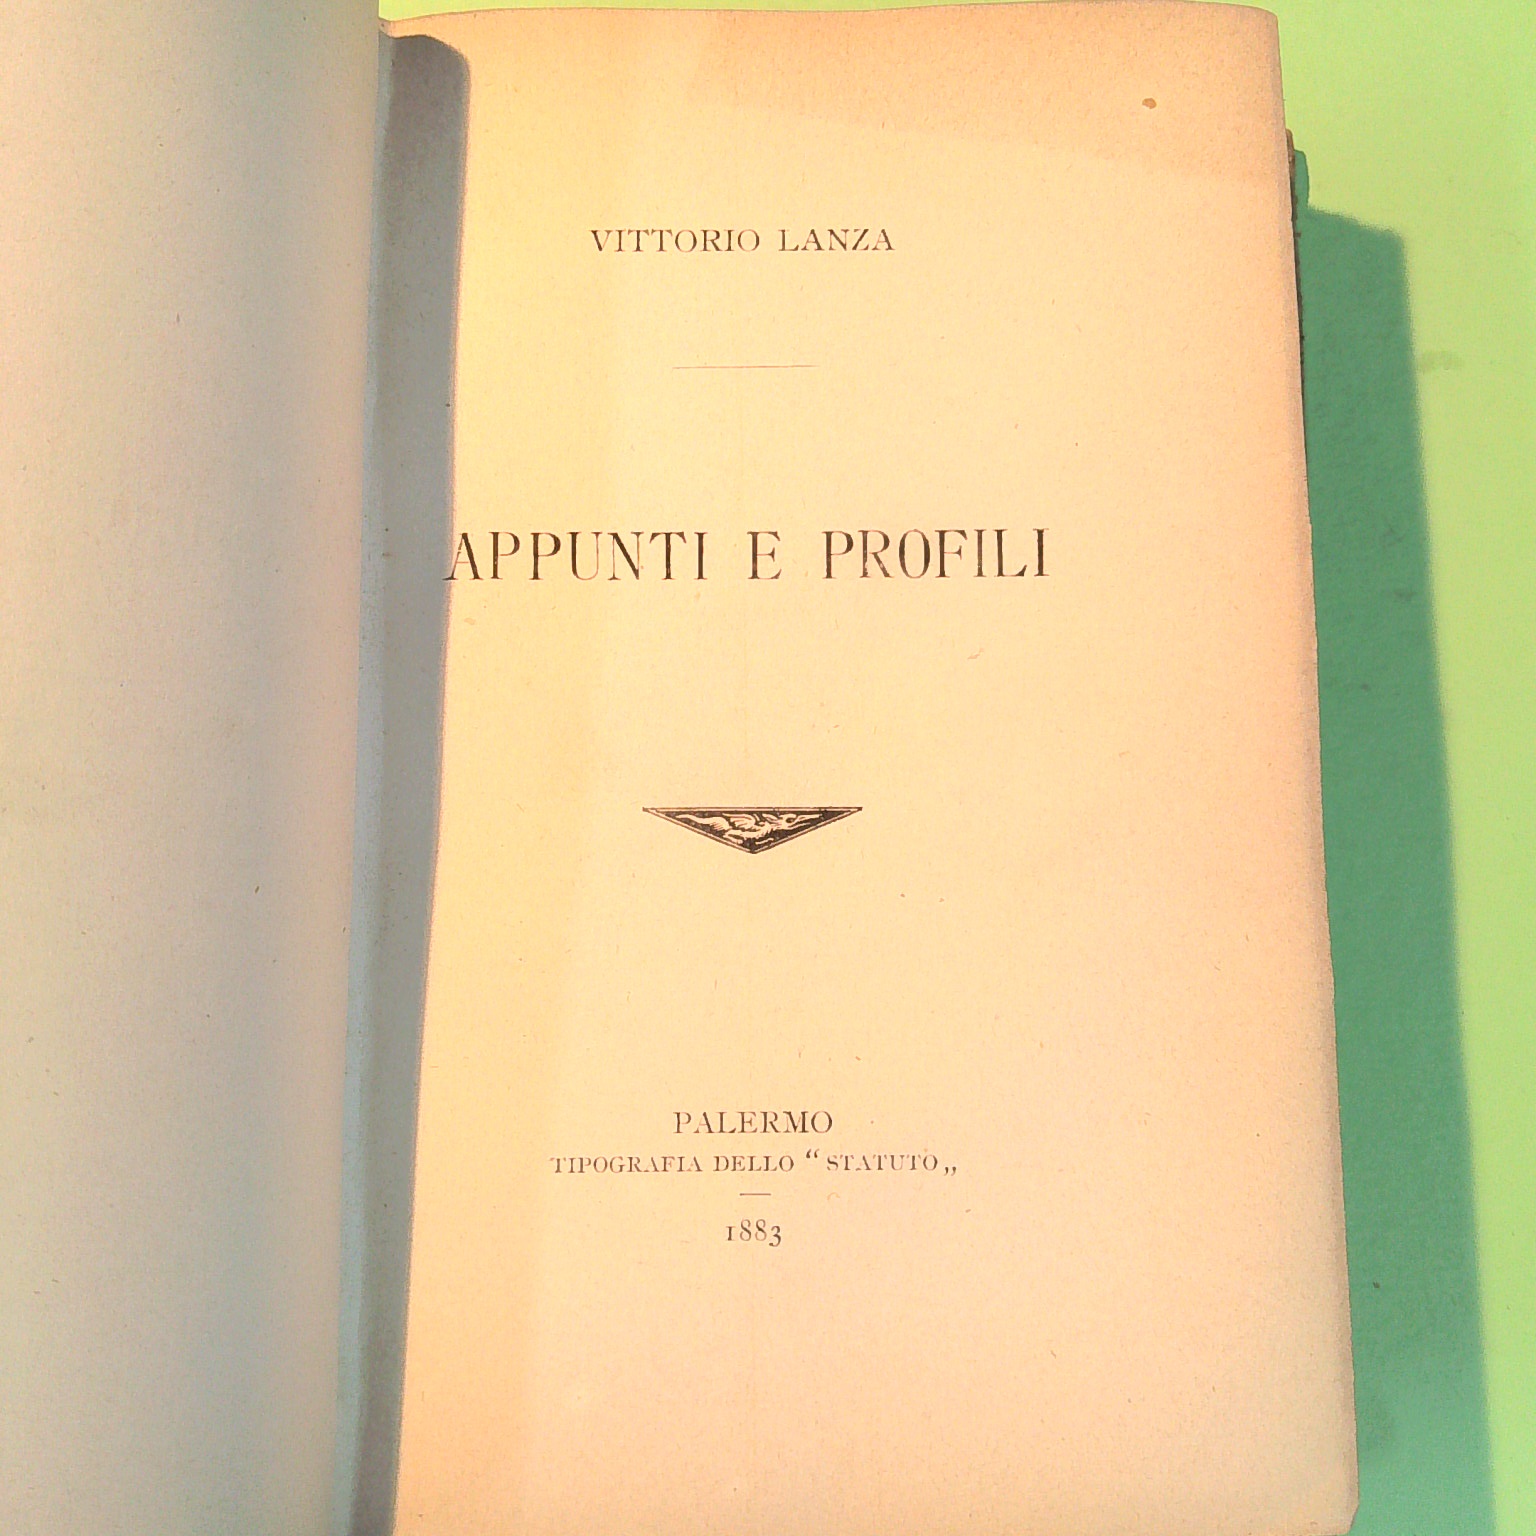 VITTORIO LANZA
APPUNTI E PROFILI
PALERMO
TIPOGRAFIA DELLO “STATUTO„
1883